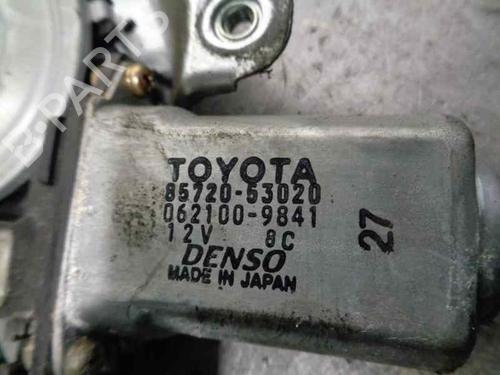 B-PARTS
TOYOTA
85720-53020
062100-9841
12V 8C
DENSO
MADE IN JAPAN
27